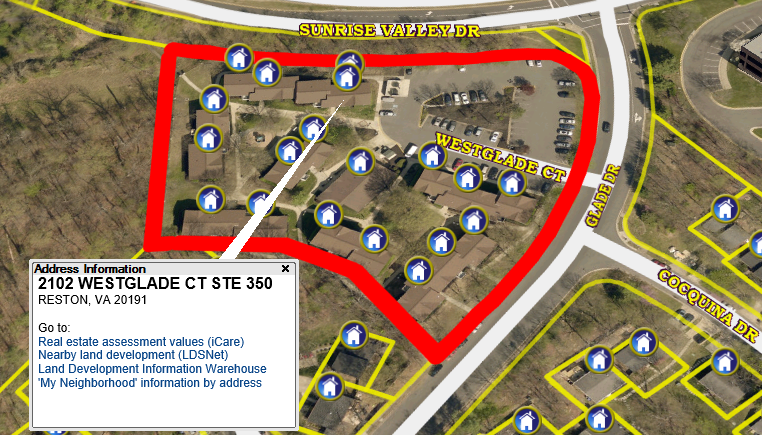 SUNRISE VALLEY DR
WESTGLADE CT
GLADE DR
COCQUINA DR
Address Information
×
2102 WESTGLADE CT STE 350
RESTON, VA 20191
Go to:
Real estate assessment values (iCare)
Nearby land development (LDSNet)
Land Development Information Warehouse
'My Neighborhood' information by address